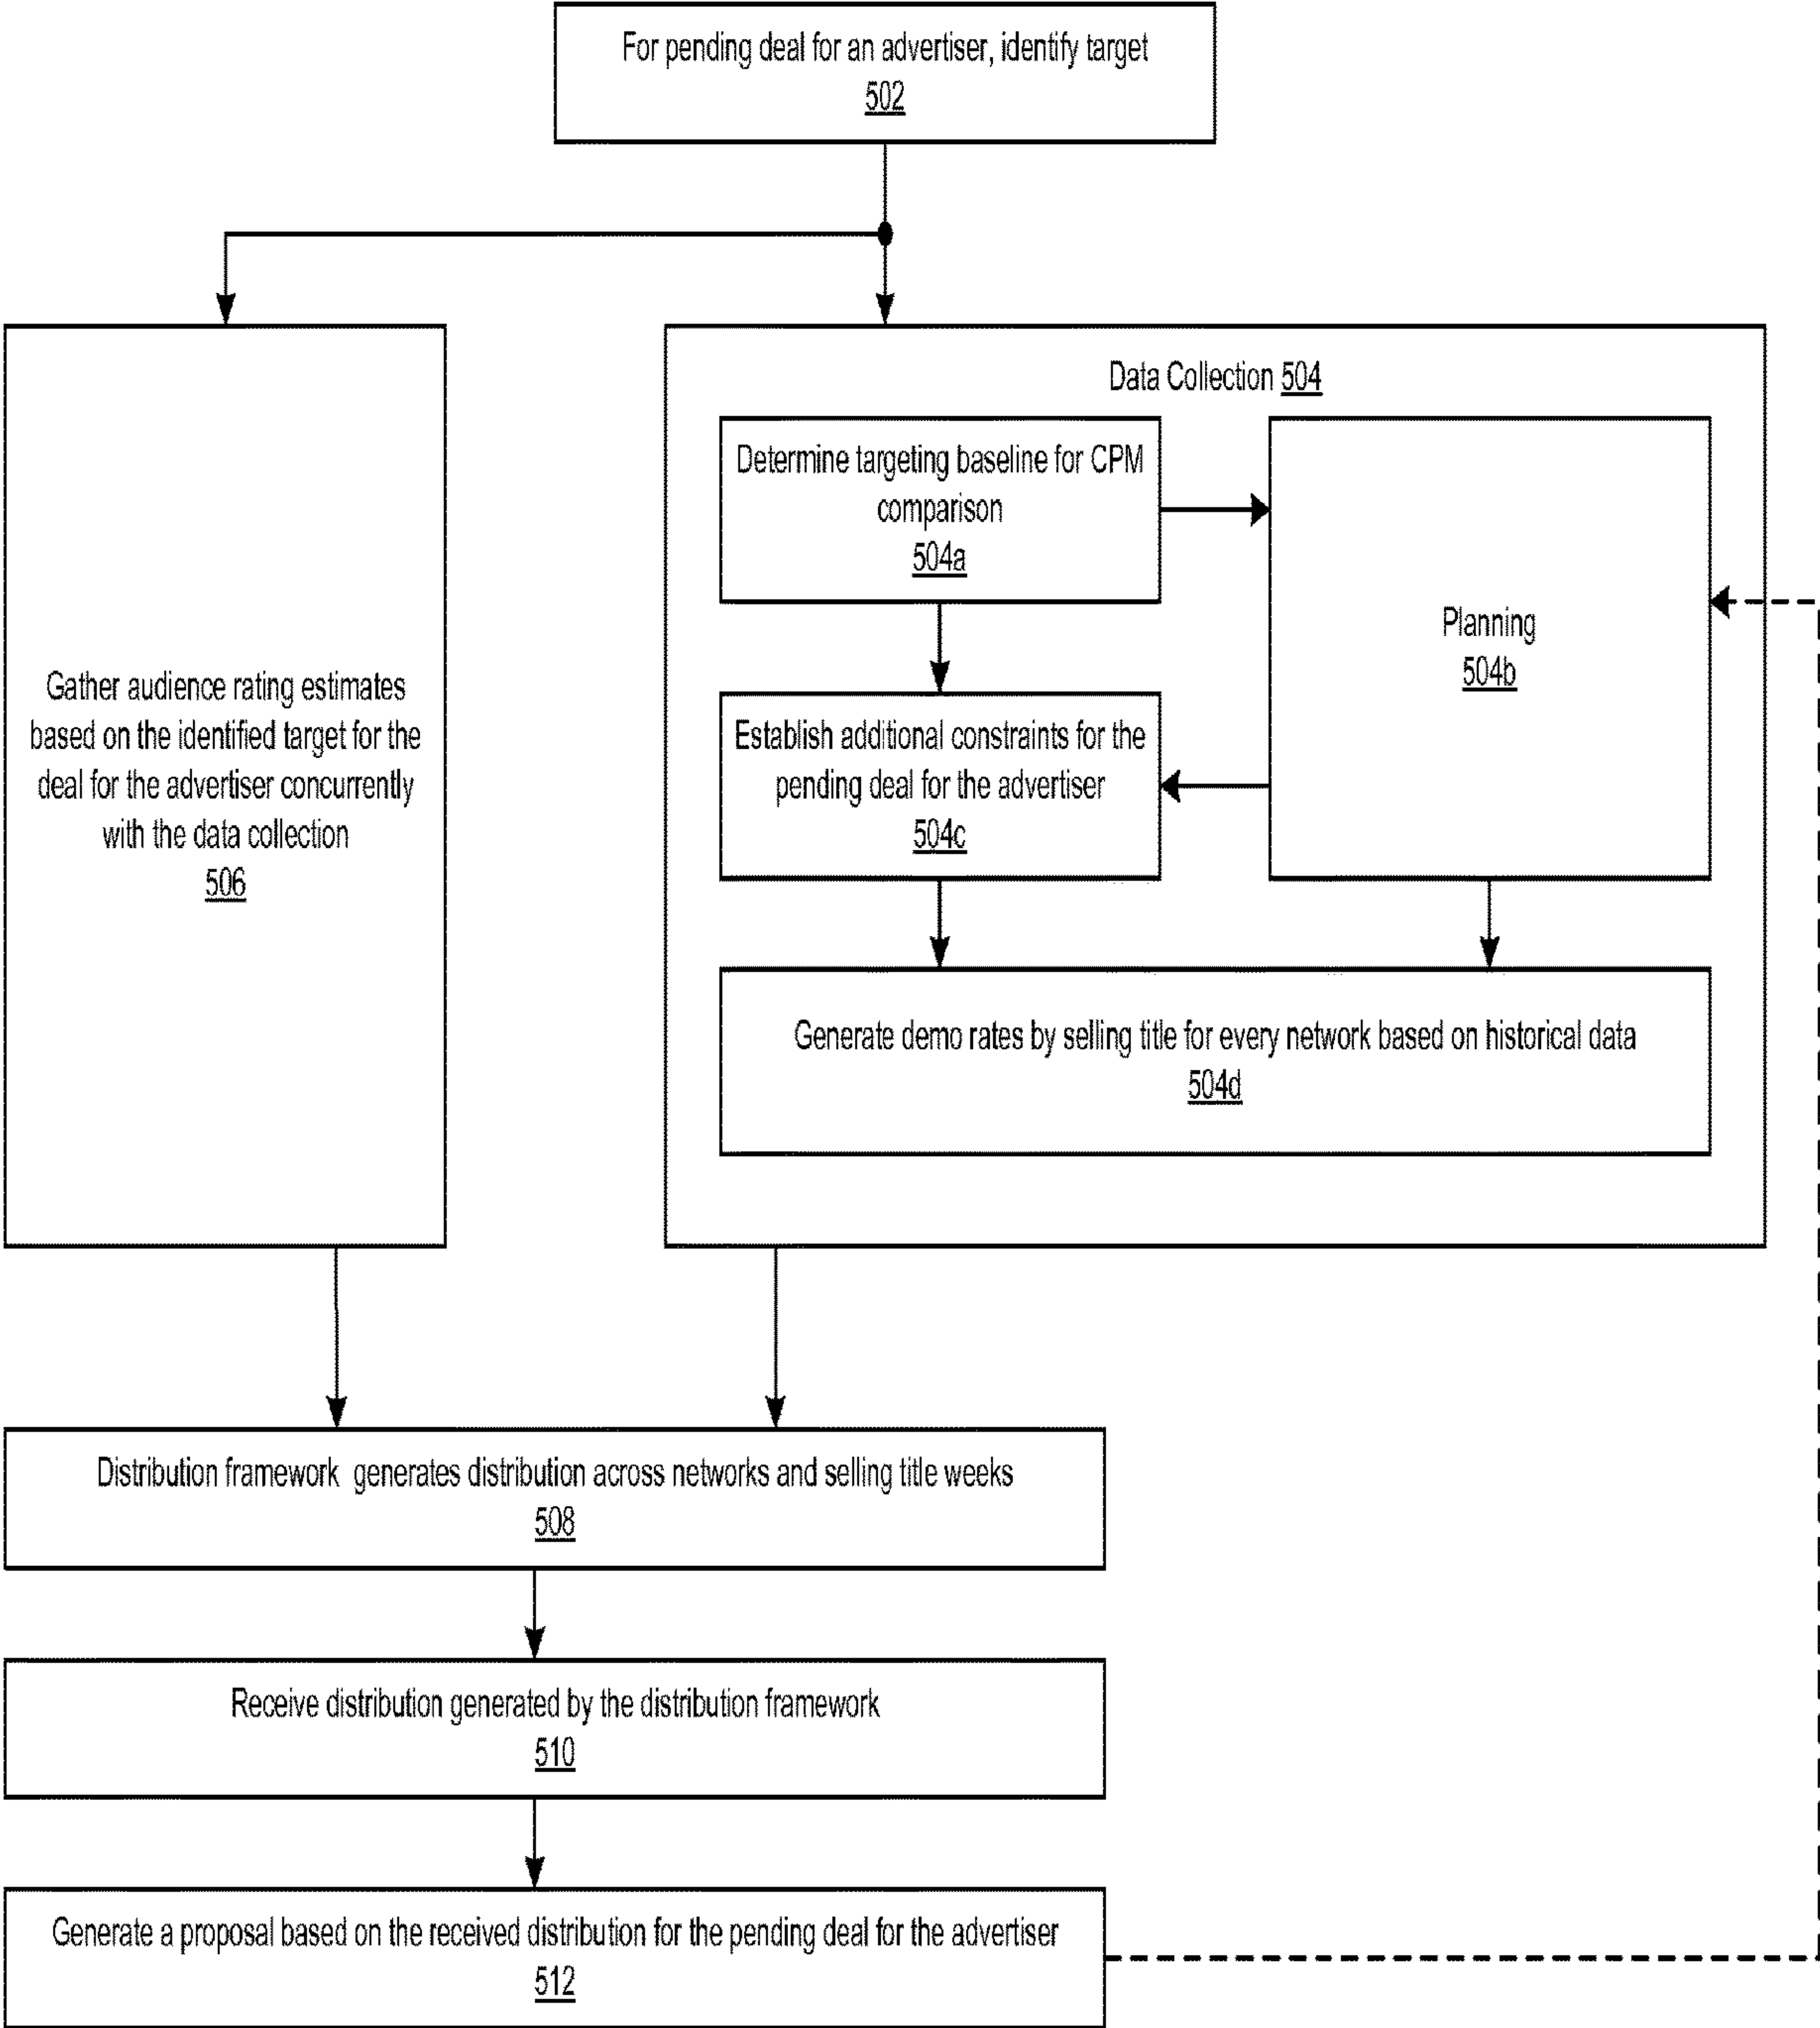 For pending deal for an advertiser, identify target
502
Gather audience rating estimates
based on the identified target for the
deal for the advertiser concurrently
with the data collection
506
Data Collection 504
Determine targeting baseline for CPM
comparison
504a
Planning
504b
Establish additional constraints for the
pending deal for the advertiser
504c
Generate demo rates by selling title for every network based on historical data
504d
Distribution framework generates distribution across networks and selling title weeks
508
Receive distribution generated by the distribution framework
510
Generate a proposal based on the received distribution for the pending deal for the advertiser
512